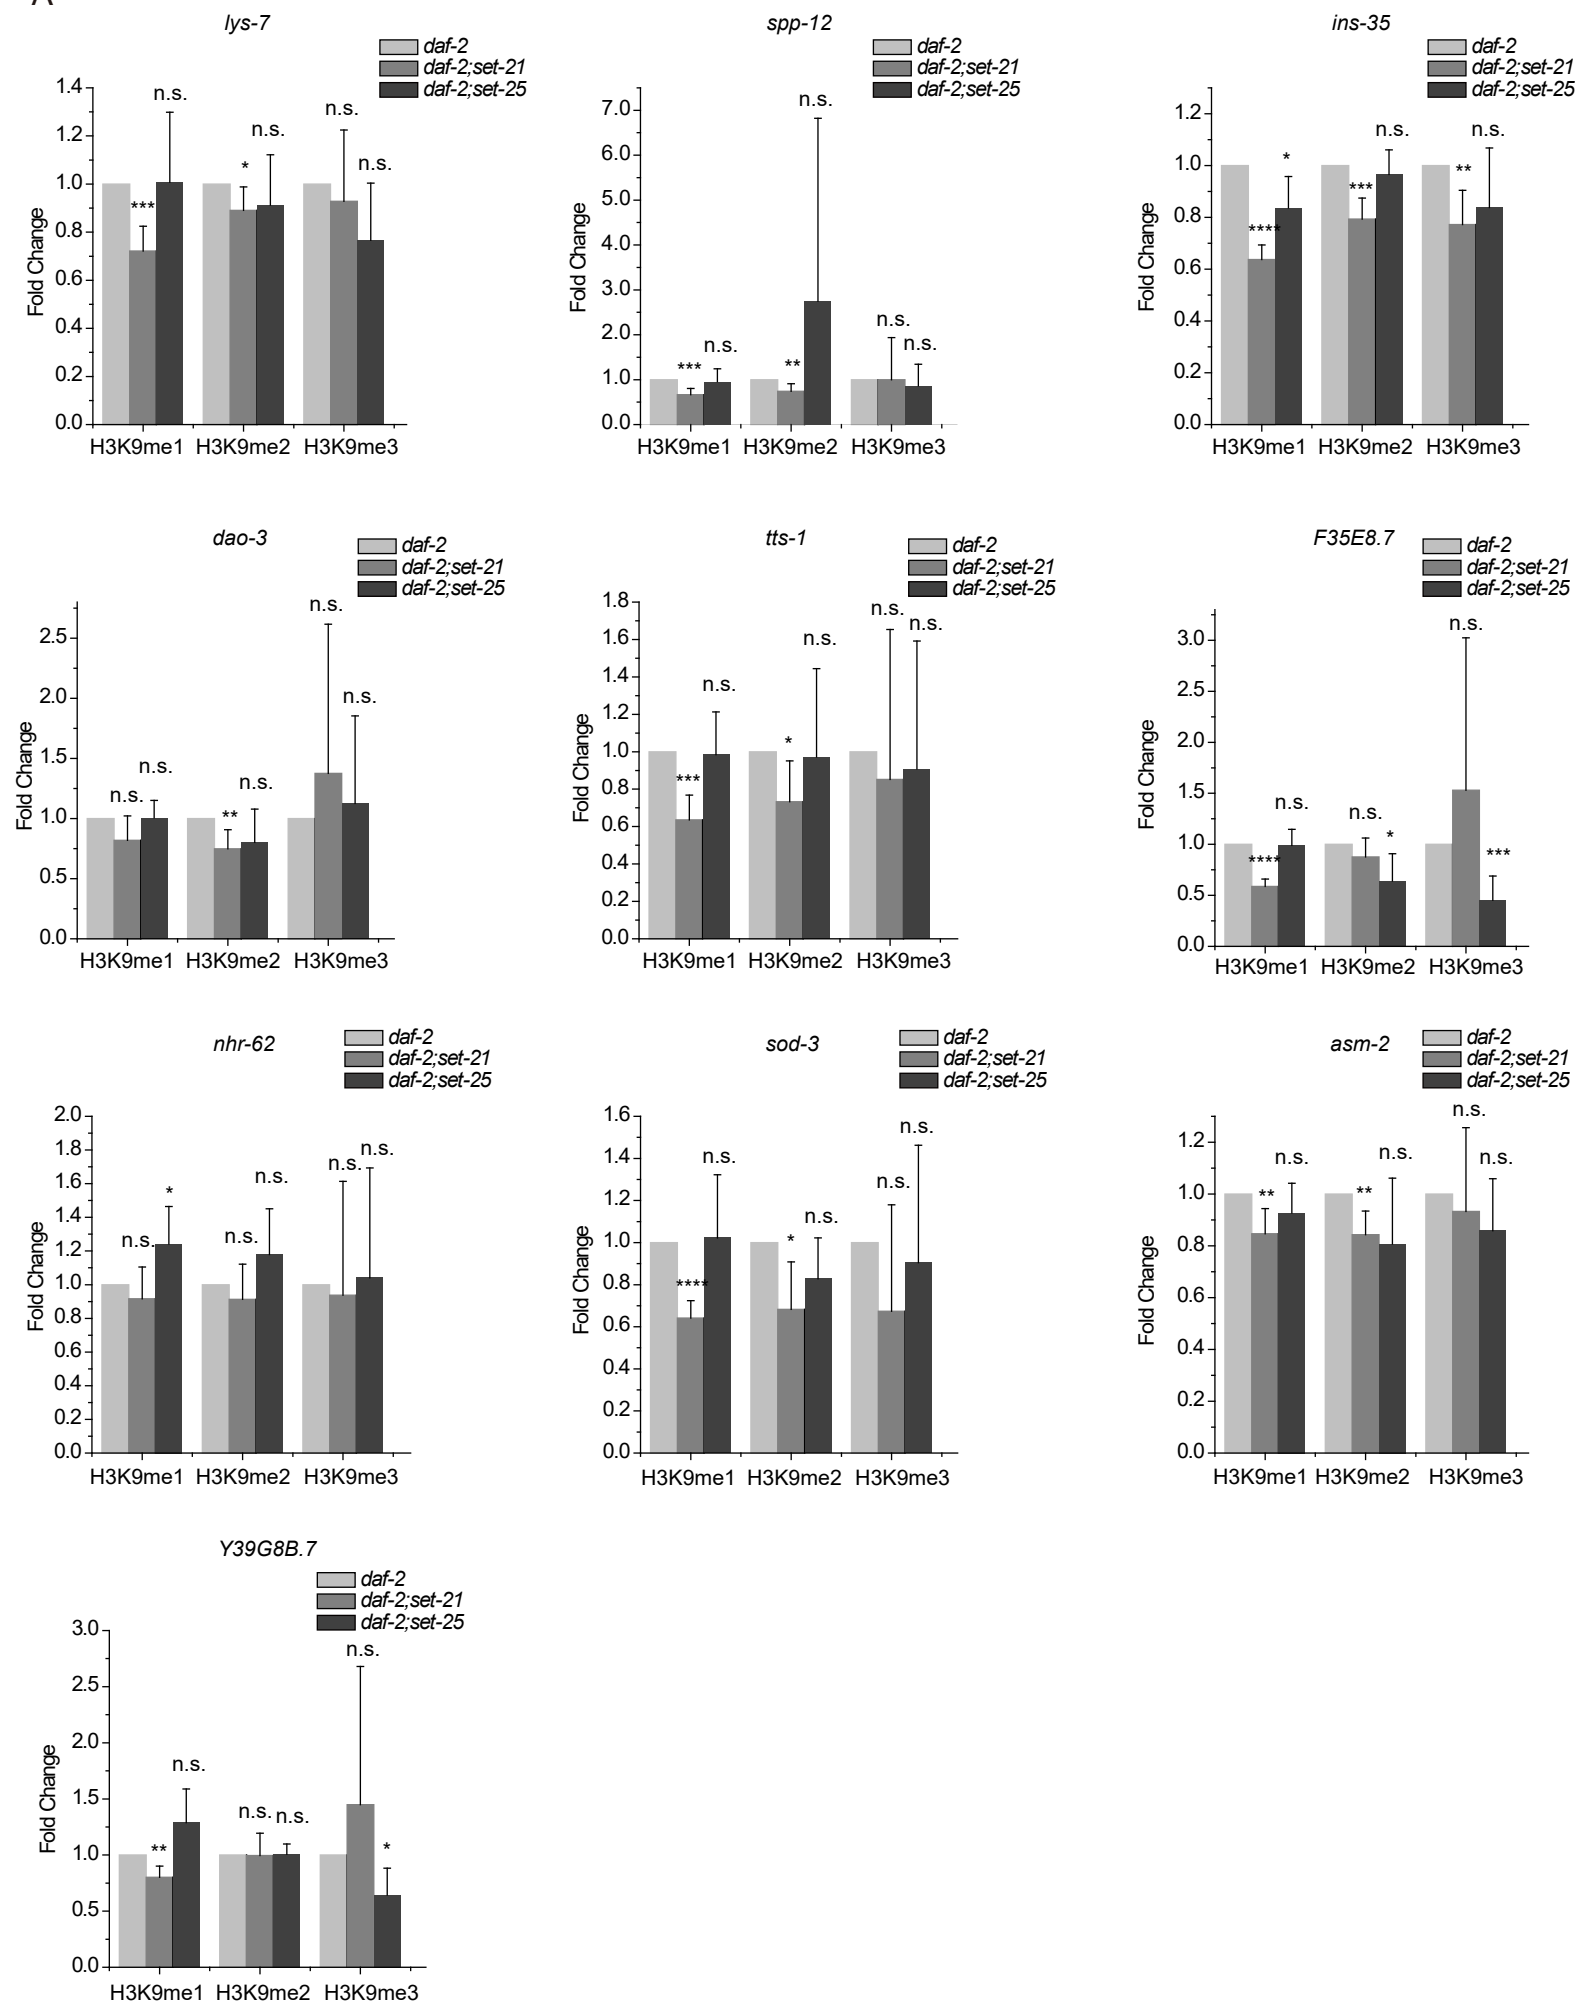 A
lys-7
daf-2
daf-2;set-21
daf-2;set-25
Fold Change
1.4
1.2
1.0
0.8
0.6
0.4
0.2
0.0
***
n.s.
*
n.s.
n.s.
n.s.
H3K9me1 H3K9me2 H3K9me3
spp-12
daf-2
daf-2;set-21
daf-2;set-25
Fold Change
7.0
6.0
5.0
4.0
3.0
2.0
1.0
0.0
***
n.s.
**
n.s.
n.s.
n.s.
H3K9me1 H3K9me2 H3K9me3
ins-35
daf-2
daf-2;set-21
daf-2;set-25
Fold Change
1.2
1.0
0.8
0.6
0.4
0.2
0.0
****
*
***
n.s.
**
n.s.
H3K9me1 H3K9me2 H3K9me3
dao-3
daf-2
daf-2;set-21
daf-2;set-25
Fold Change
2.5
2.0
1.5
1.0
0.5
0.0
n.s.
n.s.
**
n.s.
n.s.
n.s.
H3K9me1 H3K9me2 H3K9me3
tts-1
daf-2
daf-2;set-21
daf-2;set-25
Fold Change
1.8
1.6
1.4
1.2
1.0
0.8
0.6
0.4
0.2
0.0
***
n.s.
*
n.s.
n.s.
n.s.
H3K9me1 H3K9me2 H3K9me3
F35E8.7
daf-2
daf-2;set-21
daf-2;set-25
Fold Change
3.0
2.5
2.0
1.5
1.0
0.5
0.0
****
n.s.
n.s.
*
n.s.
***
H3K9me1 H3K9me2 H3K9me3
nhr-62
daf-2
daf-2;set-21
daf-2;set-25
Fold Change
2.0
1.8
1.6
1.4
1.2
1.0
0.8
0.6
0.4
0.2
0.0
n.s.
*
n.s.
n.s.
n.s.
n.s.
H3K9me1 H3K9me2 H3K9me3
sod-3
daf-2
daf-2;set-21
daf-2;set-25
Fold Change
1.6
1.4
1.2
1.0
0.8
0.6
0.4
0.2
0.0
****
n.s.
*
n.s.
n.s.
n.s.
H3K9me1 H3K9me2 H3K9me3
asm-2
daf-2
daf-2;set-21
daf-2;set-25
Fold Change
1.2
1.0
0.8
0.6
0.4
0.2
0.0
**
n.s.
**
n.s.
n.s.
n.s.
H3K9me1 H3K9me2 H3K9me3
Y39G8B.7
daf-2
daf-2;set-21
daf-2;set-25
Fold Change
3.0
2.5
2.0
1.5
1.0
0.5
0.0
**
n.s.
n.s.
n.s.
n.s.
*
H3K9me1 H3K9me2 H3K9me3